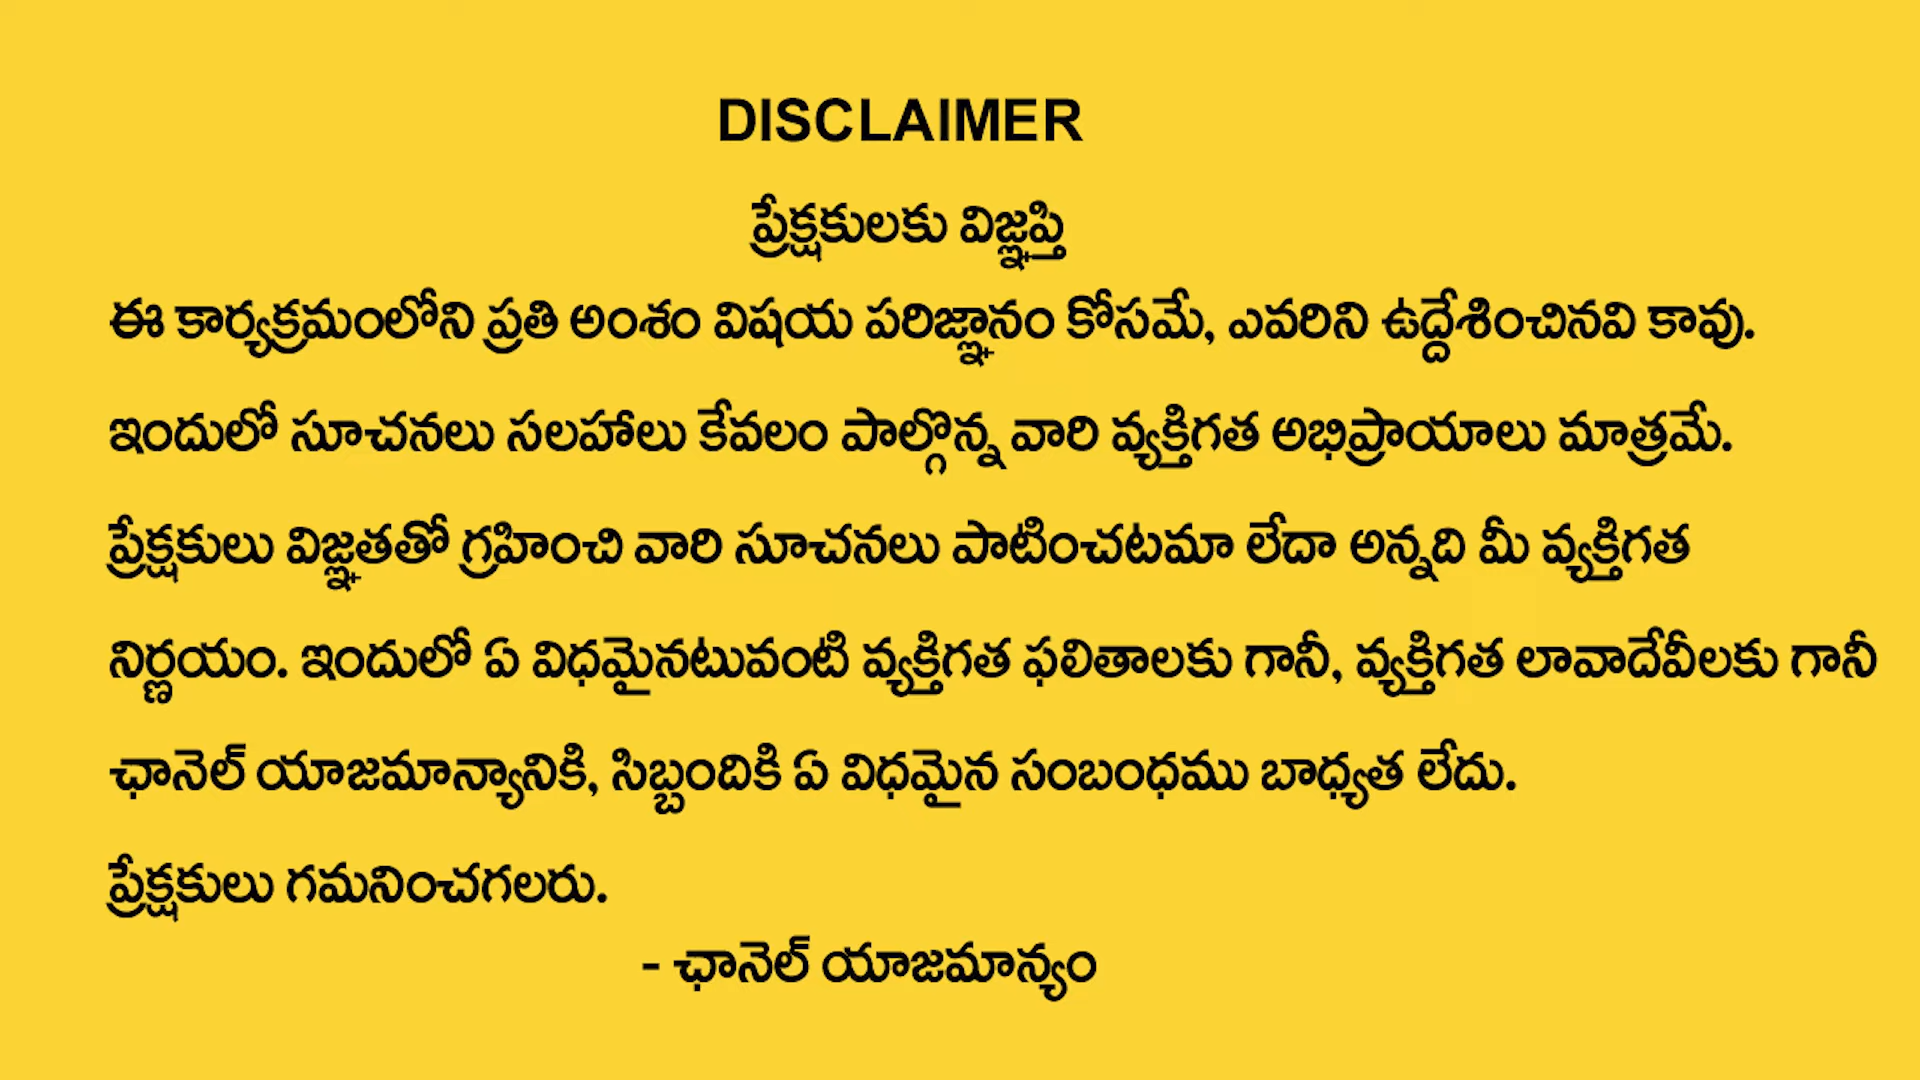 DISCLAIMER
ప్రేక్షకులకు విజ్ఞప్తి
ఈ కార్యక్రమంలోని ప్రతి అంశం విషయ పరిజ్ఞానం కోసమే, ఎవరిని ఉద్దేశించినవి కావు.
ఇందులో సూచనలు సలహాలు కేవలం పాల్గొన్న వారి వ్యక్తిగత అభిప్రాయాలు మాత్రమే.
ప్రేక్షకులు విజ్ఞతతో గ్రహించి వారి సూచనలు పాటించటమా లేదా అన్నది మీ వ్యక్తిగత
నిర్ణయం. ఇందులో ఏ విధమైనటువంటి వ్యక్తిగత ఫలితాలకు గానీ, వ్యక్తిగత లావాదేవీలకు గానీ
ఛానెల్ యాజమాన్యానికి, సిబ్బందికి ఏ విధమైన సంబంధము బాధ్యత లేదు.
ప్రేక్షకులు గమనించగలరు.
- ఛానెల్ యాజమాన్యం